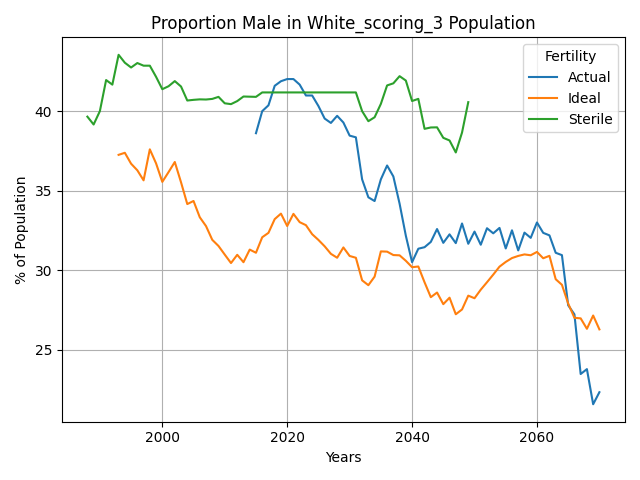 Proportion Male in White_scoring_3 Population
Fertility
Actual
Ideal
Sterile
% of Population
40
35
30
25
2000
2020
2040
2060
Years